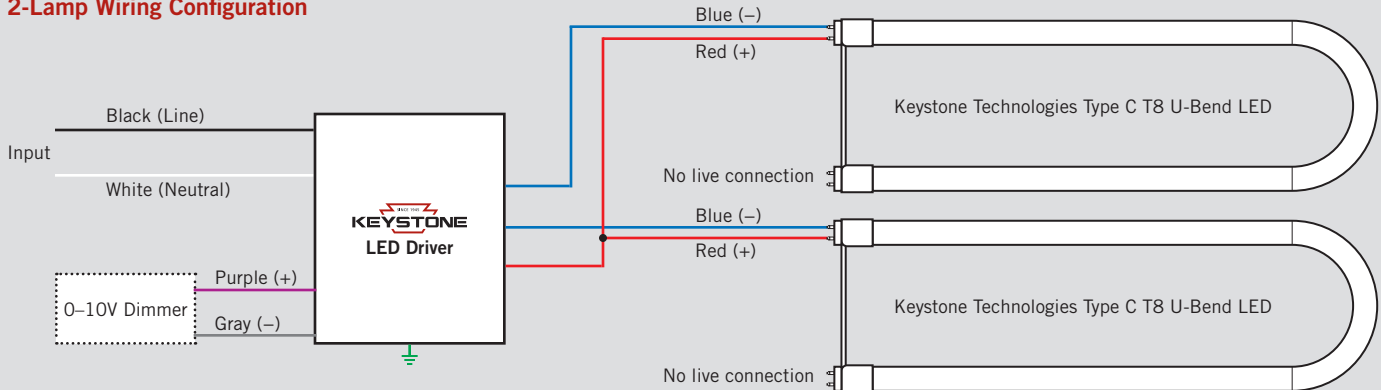 2-Lamp Wiring Configuration
Blue (–)
Red (+)
Black (Line)
Input
White (Neutral)
Keystone Technologies Type C T8 U-Bend LED
No live connection
SINCE 1945
KEYSTONE
LED Driver
Blue (–)
Red (+)
Purple (+)
0–10V Dimmer
Gray (–)
Keystone Technologies Type C T8 U-Bend LED
No live connection